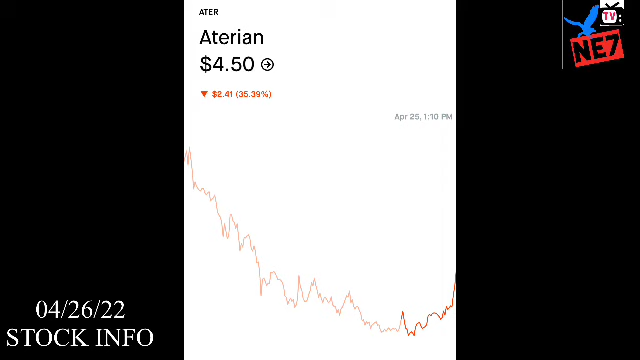 ATER
Aterian
$4.50
▼ $2.41 (35.39%)
Apr 25, 1:10 PM
TV
NE7
04/26/22
STOCK INFO